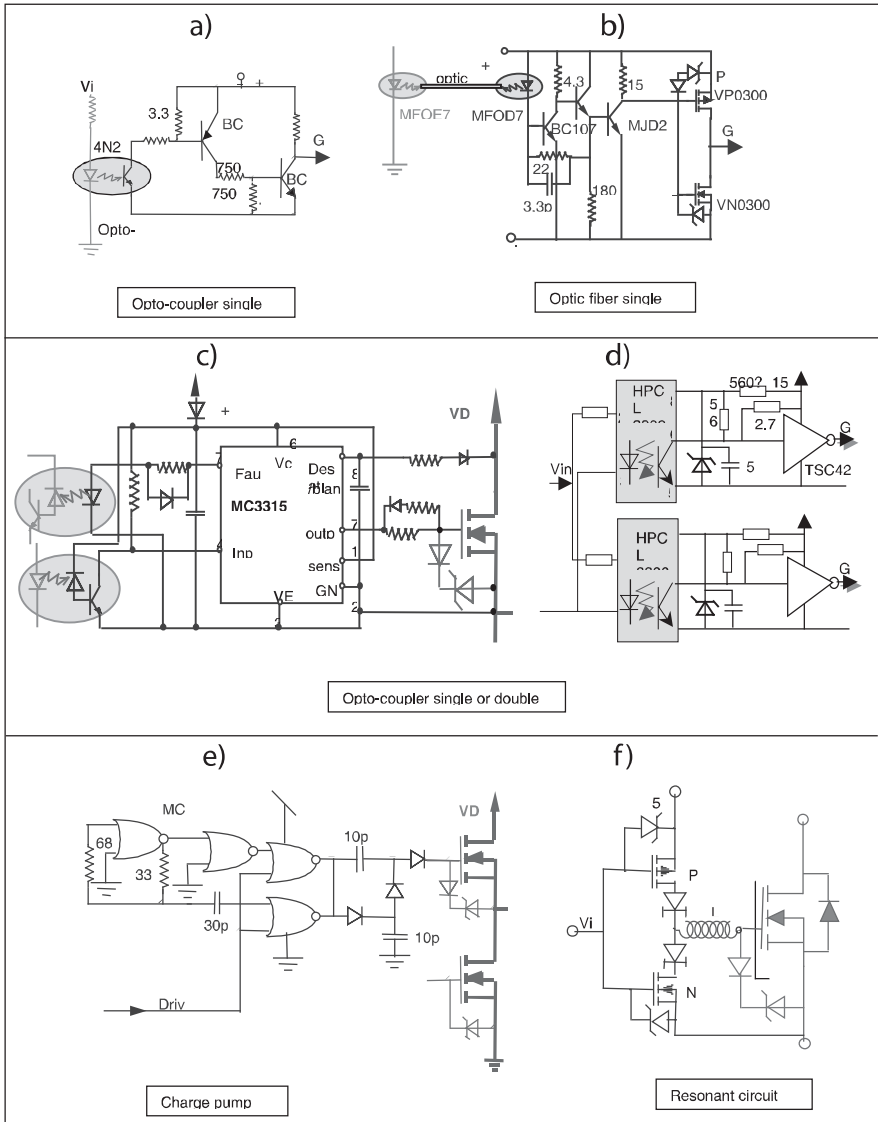 a)
Vi
+
3.3
BC
G
4N2
750
750
BC
Opto-
Opto-coupler single
b)
+
optic
4.3
15
P
VP0300
MFOE7
MFOD7
BC107
MJD2
G
22
3.3p
180
VN0300
Optic fiber single
c)
+
VD
6
Vc
Fau
Des
/blan
8
MC3315
outp
7
Inp
sens
1
GN
VE
2
2
d)
HPC
L
560?
15
5
6
2.7
G
Vin
5
TSC42
HPC
L
G
Opto-coupler single or double
e)
MC
VD
68
33
10p
30p
10p
Driv
Charge pump
f)
5
P
l
Vi
N
Resonant circuit